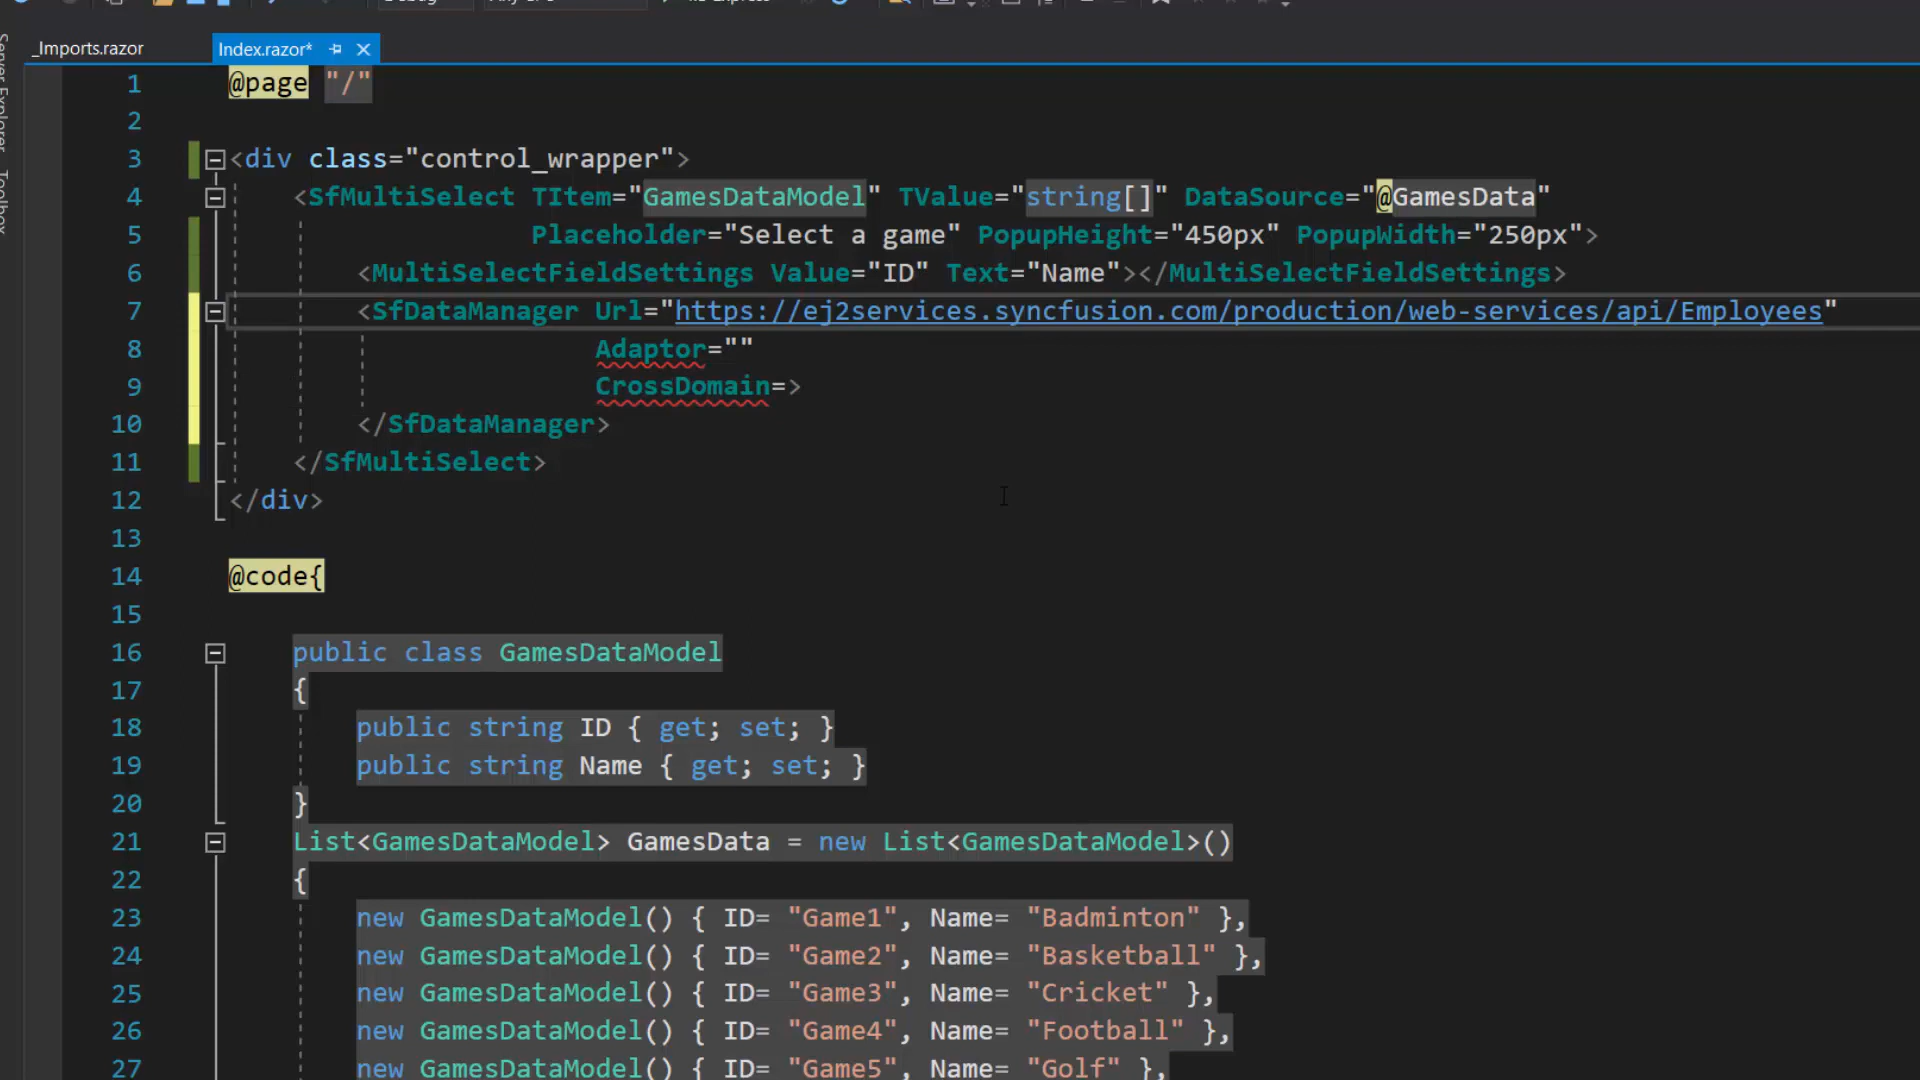 _Imports.razor
Index.razor*
Server Explorer
Toolbox
1 @page "/"
2
3 <div class="control_wrapper">
4 <SfMultiSelect TItem="GamesDataModel" TValue="string[]" DataSource="@GamesData"
5 Placeholder="Select a game" PopupHeight="450px" PopupWidth="250px">
6 <MultiSelectFieldSettings Value="ID" Text="Name"></MultiSelectFieldSettings>
7 <SfDataManager Url="https://ej2services.syncfusion.com/production/web-services/api/Employees"
8 Adaptor=""
9 CrossDomain=>
10 </SfDataManager>
11 </SfMultiSelect>
12 </div>
13
14 @code{
15
16 public class GamesDataModel
17 {
18 public string ID { get; set; }
19 public string Name { get; set; }
20 }
21 List<GamesDataModel> GamesData = new List<GamesDataModel>()
22 {
23 new GamesDataModel() { ID= "Game1", Name= "Badminton" },
24 new GamesDataModel() { ID= "Game2", Name= "Basketball" },
25 new GamesDataModel() { ID= "Game3", Name= "Cricket" },
26 new GamesDataModel() { ID= "Game4", Name= "Football" },
27 new GamesDataModel() { ID= "Game5", Name= "Golf" },